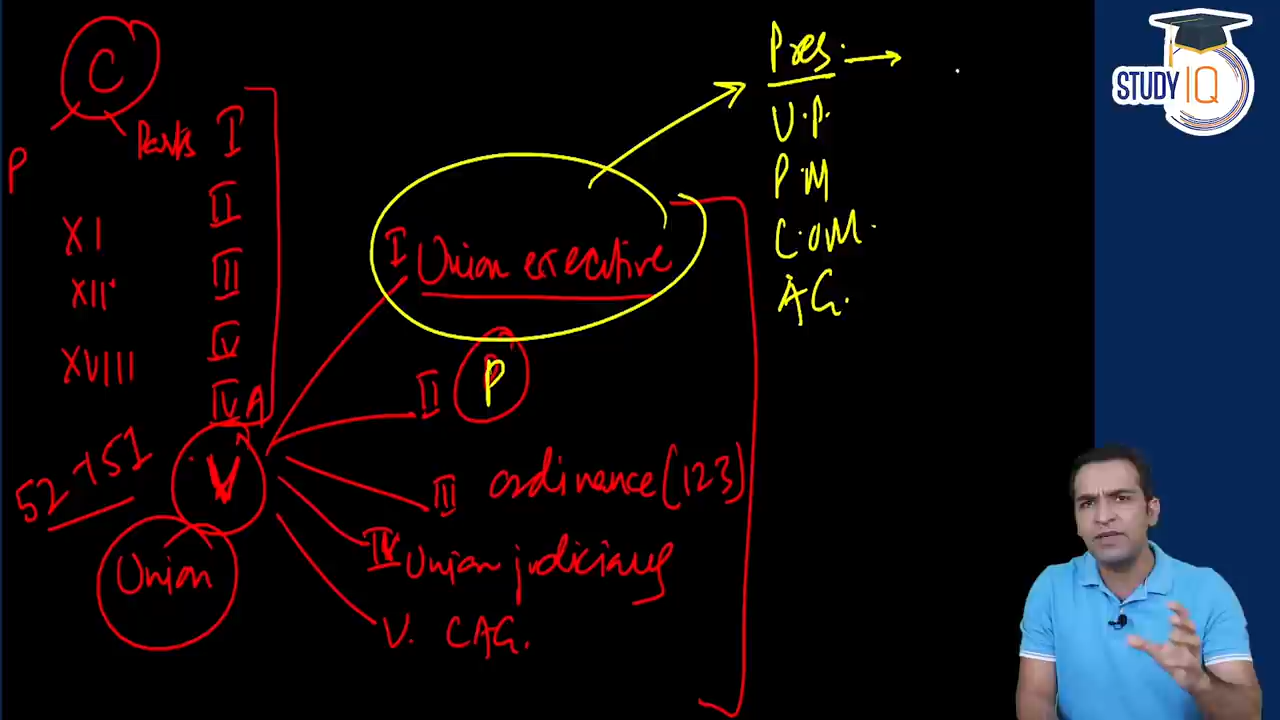 C
P
Parts I
II
III
IV
IVA
XI
XII
XVIII
52 - 151
V
Union
I Union executive
II P
III ordinance (123)
IV Union judiciary
V. CAG.
Pres. →
V.P.
P.M
C.O.M.
AG.
STUDY IQ